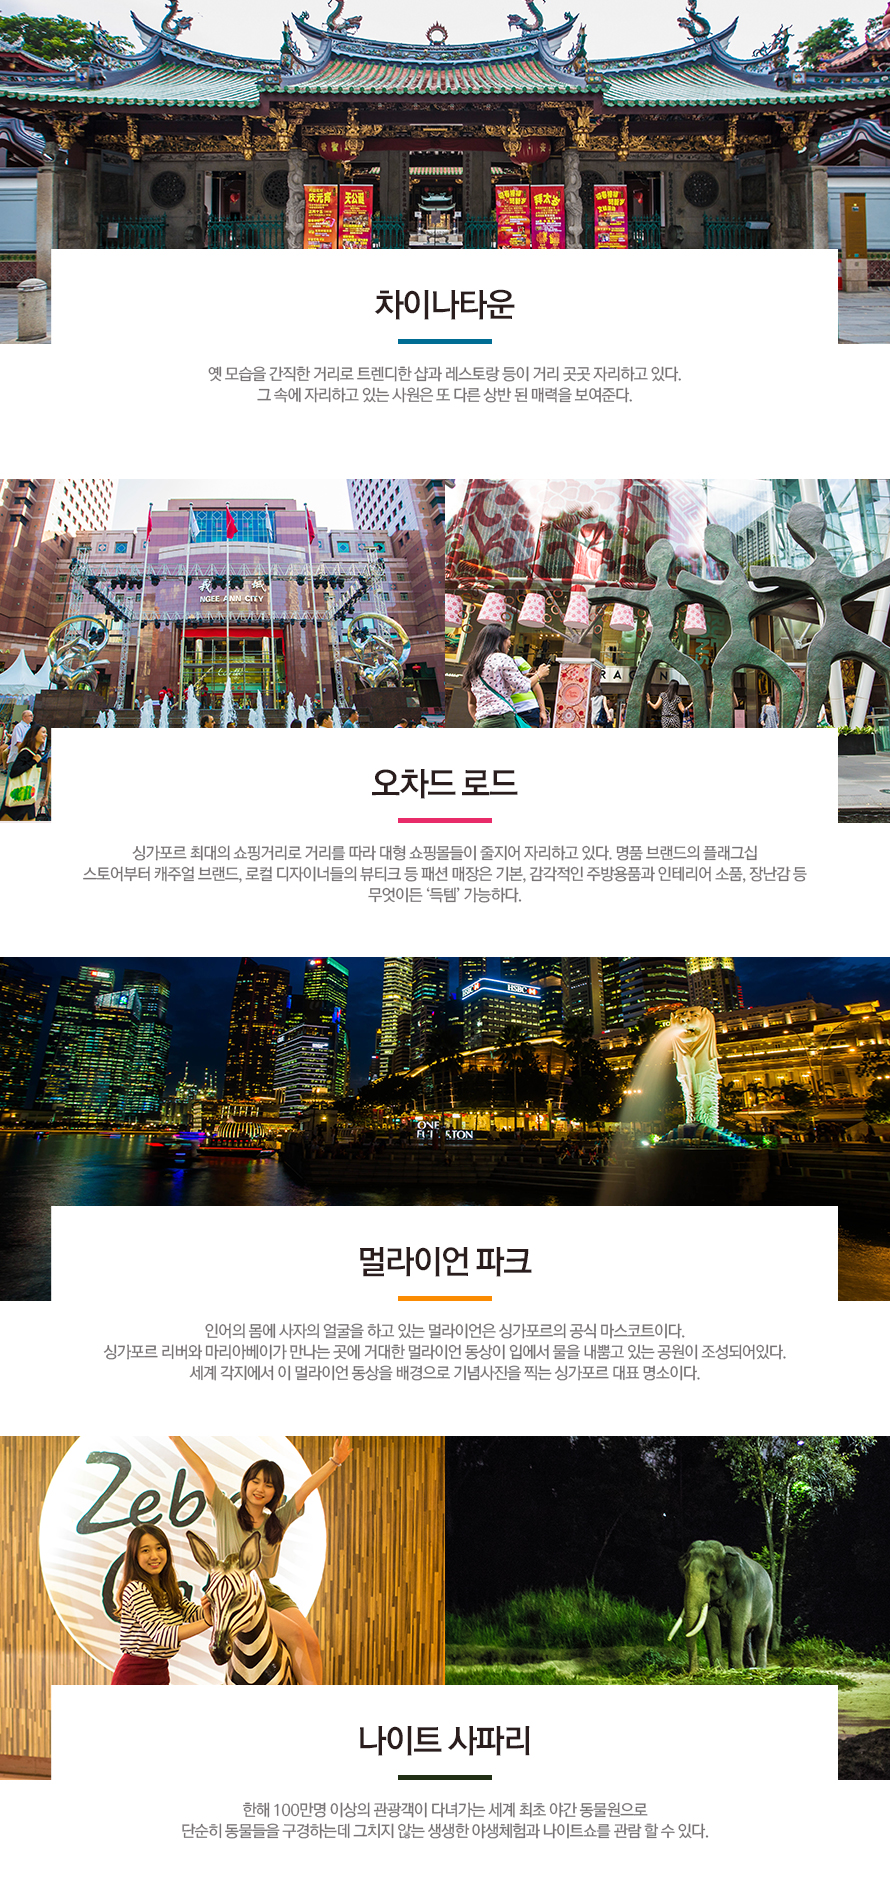 庆元宵
天公诞
拜太岁
차이나타운
옛 모습을 간직한 거리로 트렌디한 샵과 레스토랑 등이 거리 곳곳 자리하고 있다.
그 속에 자리하고 있는 사원은 또 다른 상반 된 매력을 보여준다.
NGEE ANN CITY
오차드 로드
싱가포르 최대의 쇼핑거리로 거리를 따라 대형 쇼핑몰들이 줄지어 자리하고 있다. 명품 브랜드의 플래그십
스토어부터 캐주얼 브랜드, 로컬 디자이너들의 뷰티크 등 패션 매장은 기본, 감각적인 주방용품과 인테리어 소품, 장난감 등
무엇이든 ‘득템’ 가능하다.
HSBC
ONE
멀라이언 파크
인어의 몸에 사자의 얼굴을 하고 있는 멀라이언은 싱가포르의 공식 마스코트이다.
싱가포르 리버와 마리아베이가 만나는 곳에 거대한 멀라이언 동상이 입에서 물을 내뿜고 있는 공원이 조성되어있다.
세계 각지에서 이 멀라이언 동상을 배경으로 기념사진을 찍는 싱가포르 대표 명소이다.
Zeb
나이트 사파리
한해 100만명 이상의 관광객이 다녀가는 세계 최초 야간 동물원으로
단순히 동물들을 구경하는데 그치지 않는 생생한 야생체험과 나이트쇼를 관람 할 수 있다.